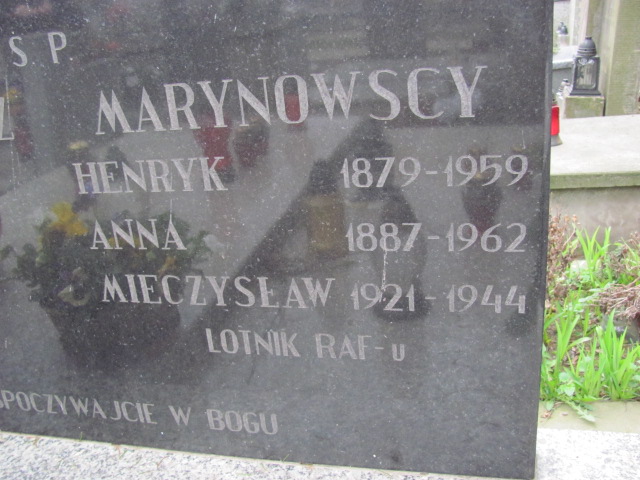 S P
MARYNOWSCY
HENRYK 1879-1959
ANNA 1887-1962
MIECZYSŁAW 1921-1944
LOTNIK RAF-u
SPOCZYWAJCIE W BOGU